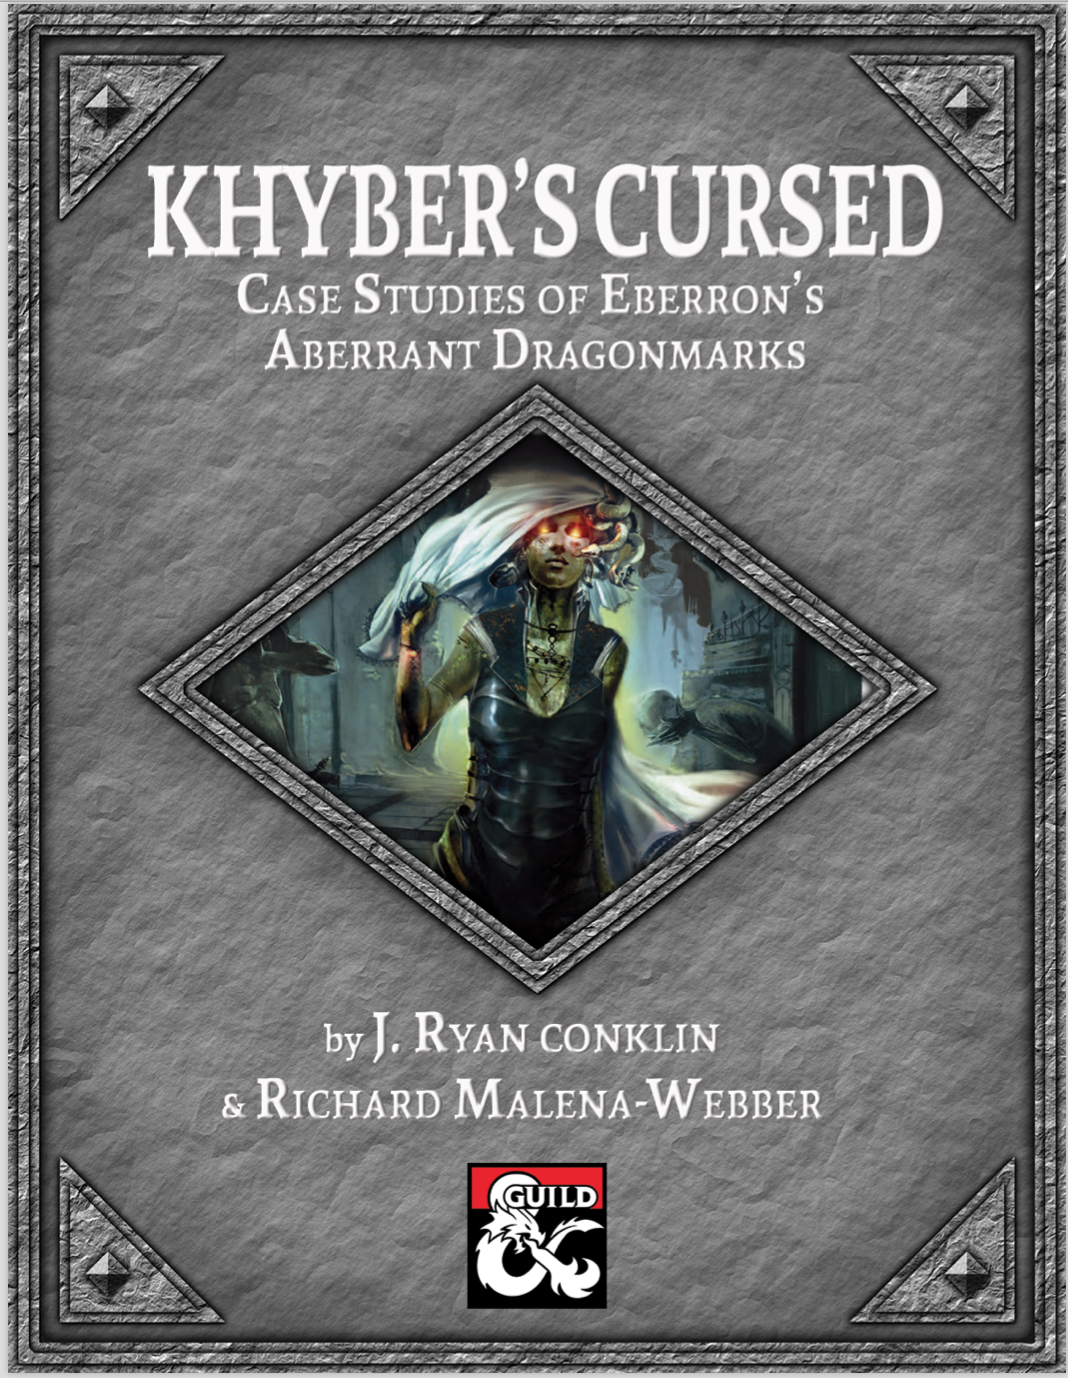 KHYBER'S CURSED
CASE STUDIES OF EBERRON'S
ABERRANT DRAGONMARKS
by J. RYAN CONKLIN
& RICHARD MALENA-WEBBER
GUILD